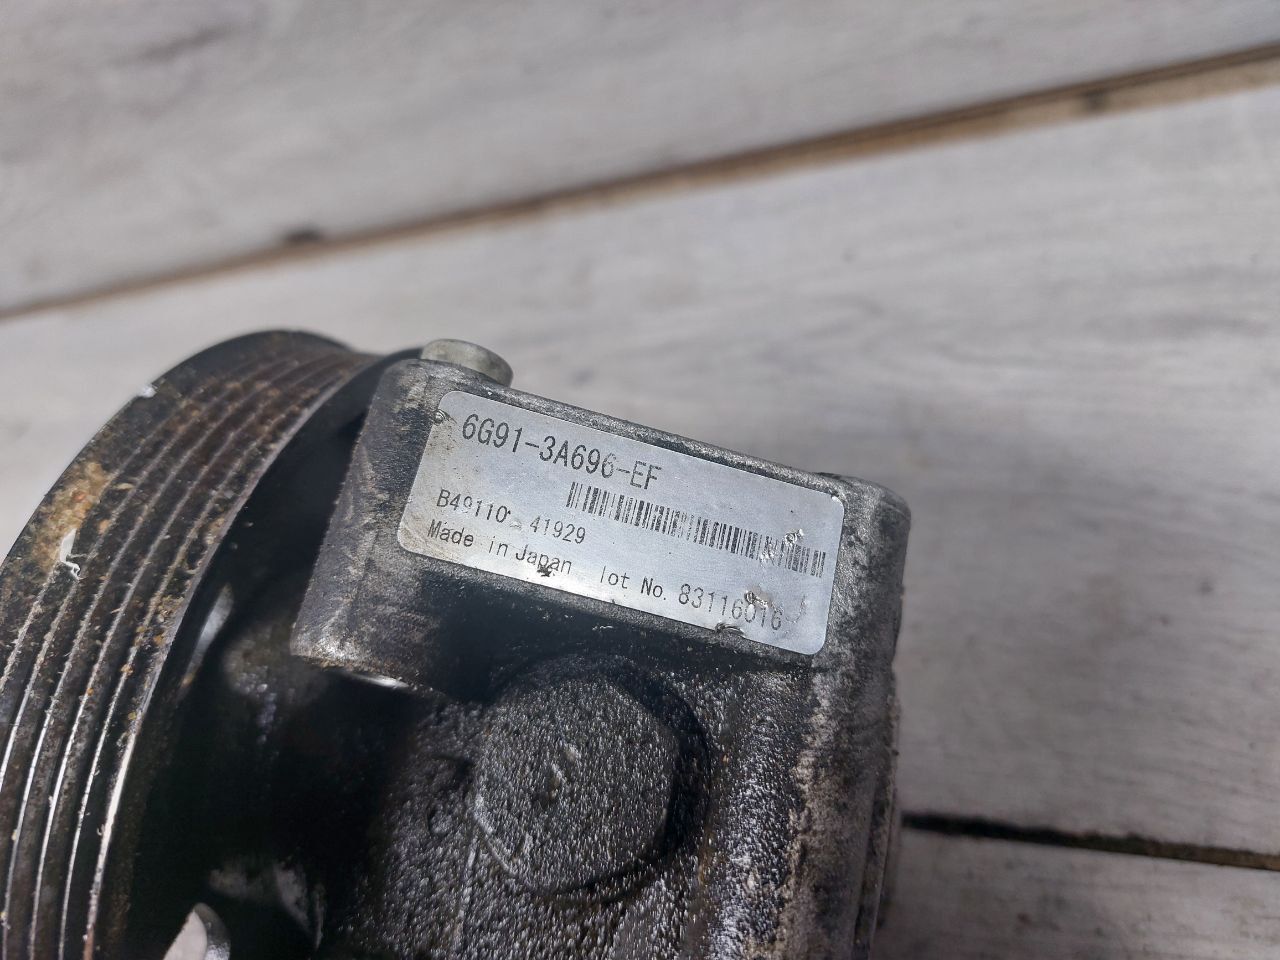 6G91-3A696-EF
B49110 41929
Made in Japan lot No. 83116016